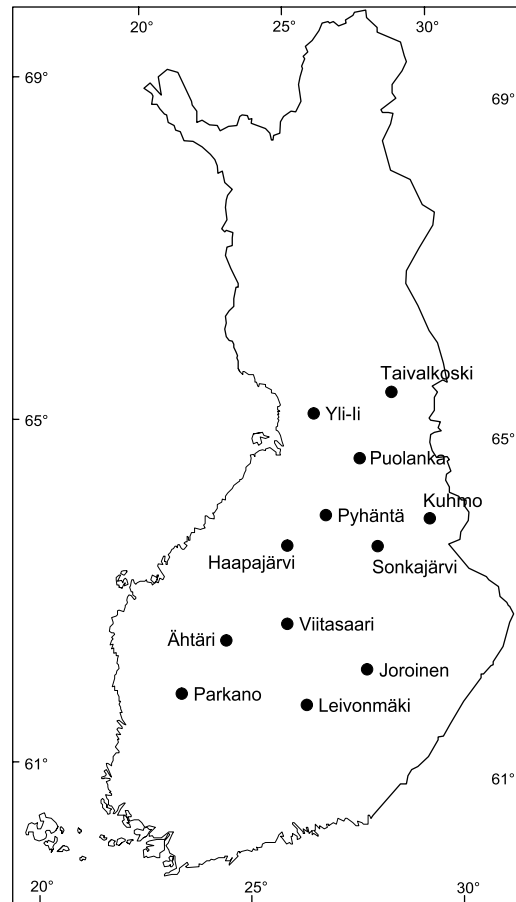 20° 25° 30°
69°
69°
Taivalkoski
Yli-Ii
65°
65°
Puolanka
Kuhmo
Pyhäntä
Haapajärvi
Sonkajärvi
Viitasaari
Ähtäri
Joroinen
Parkano
Leivonmäki
61°
61°
20° 25° 30°